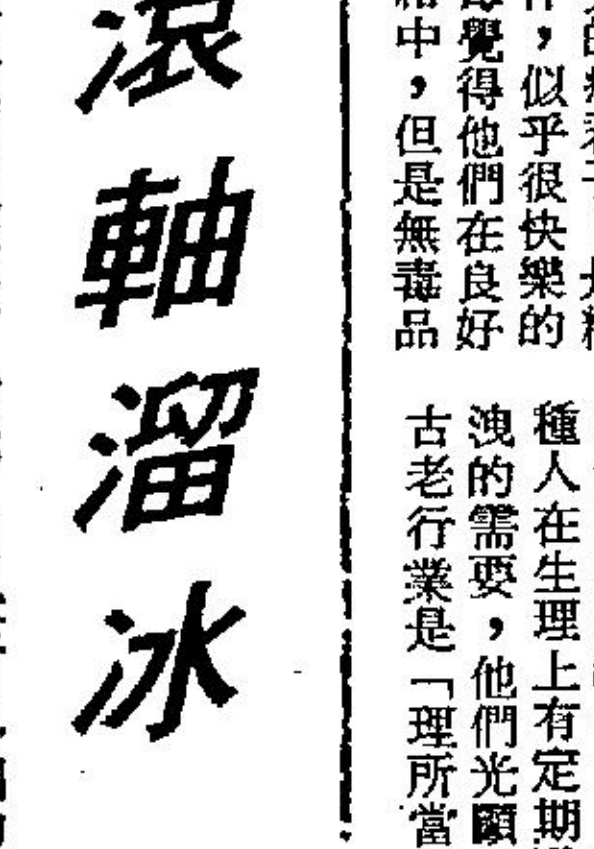 種人在生理上有定期
，似乎很快樂的
洩的需要，他們光顧
覺得他們在良好
古老行業是「理所當
中，但是無毒品
滾軸溜冰